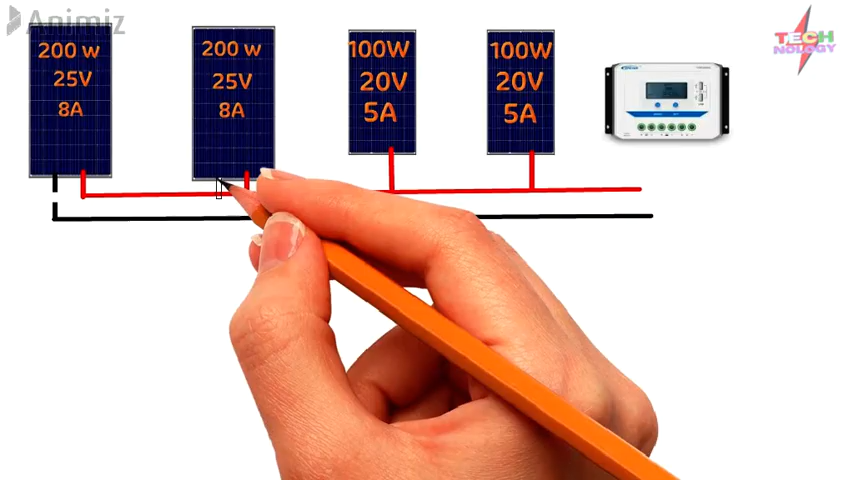 Animiz
200 w
25V
8A
200 w
25V
8A
100W
20V
5A
100W
20V
5A
TECH
NOLOGY